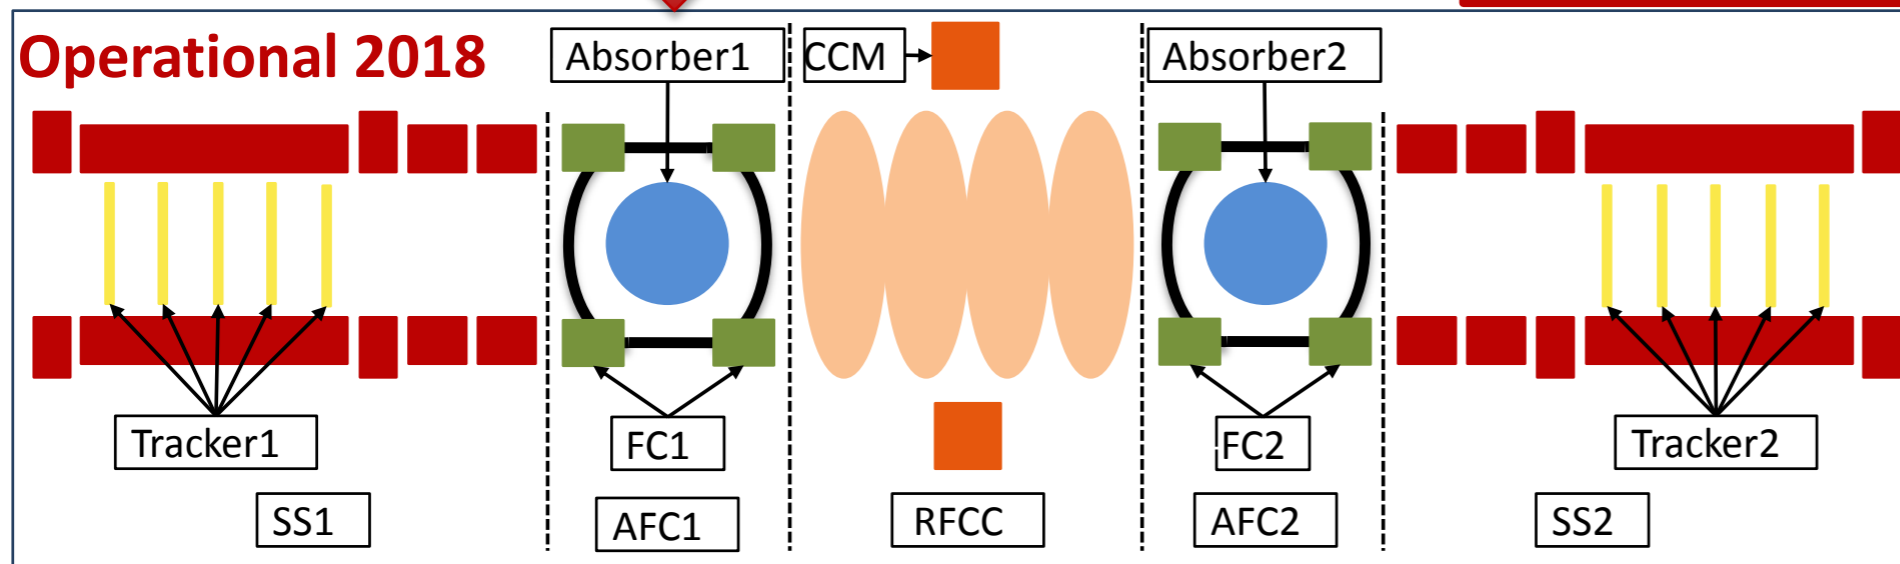 Operational 2018
Absorber1
CCM
Absorber2
Tracker1
FC1
FC2
Tracker2
SS1
AFC1
RFCC
AFC2
SS2